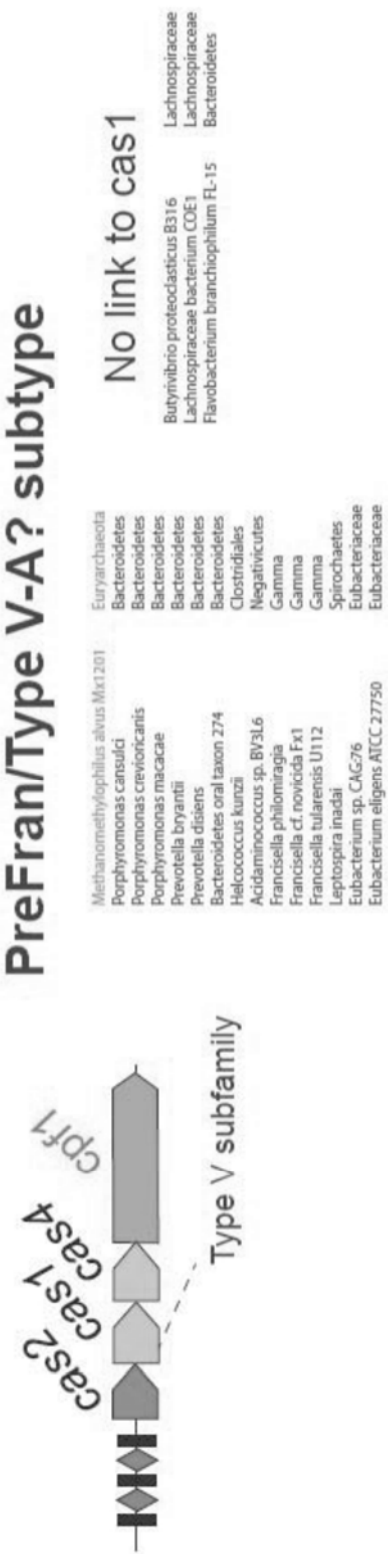 PreFran/Type V-A? subtype
cas2 cas1 cas4 cpf1
Type V subfamily
Methanomethylophilus alvus Mx1201 Euryarchaeota
Porphyromonas cansulci Bacteroidetes
Porphyromonas crevioricanis Bacteroidetes
Porphyromonas macacae Bacteroidetes
Prevotella bryantii Bacteroidetes
Prevotella disiens Bacteroidetes
Bacteroidetes oral taxon 274 Bacteroidetes
Helcococcus kunzii Clostridiales
Acidaminococcus sp. BV3L6 Negativicutes
Francisella philomiragia Gamma
Francisella cf. novicida Fx1 Gamma
Francisella tularensis U112 Gamma
Leptospira inadai Spirochaetes
Eubacterium sp. CAG:76 Eubacteriaceae
Eubacterium eligens ATCC 27750 Eubacteriaceae
No link to cas1
Butyrivibrio proteoclasticus B316 Lachnospiraceae
Lachnospiraceae bacterium COE1 Lachnospiraceae
Flavobacterium branchiophilum FL-15 Bacteroidetes